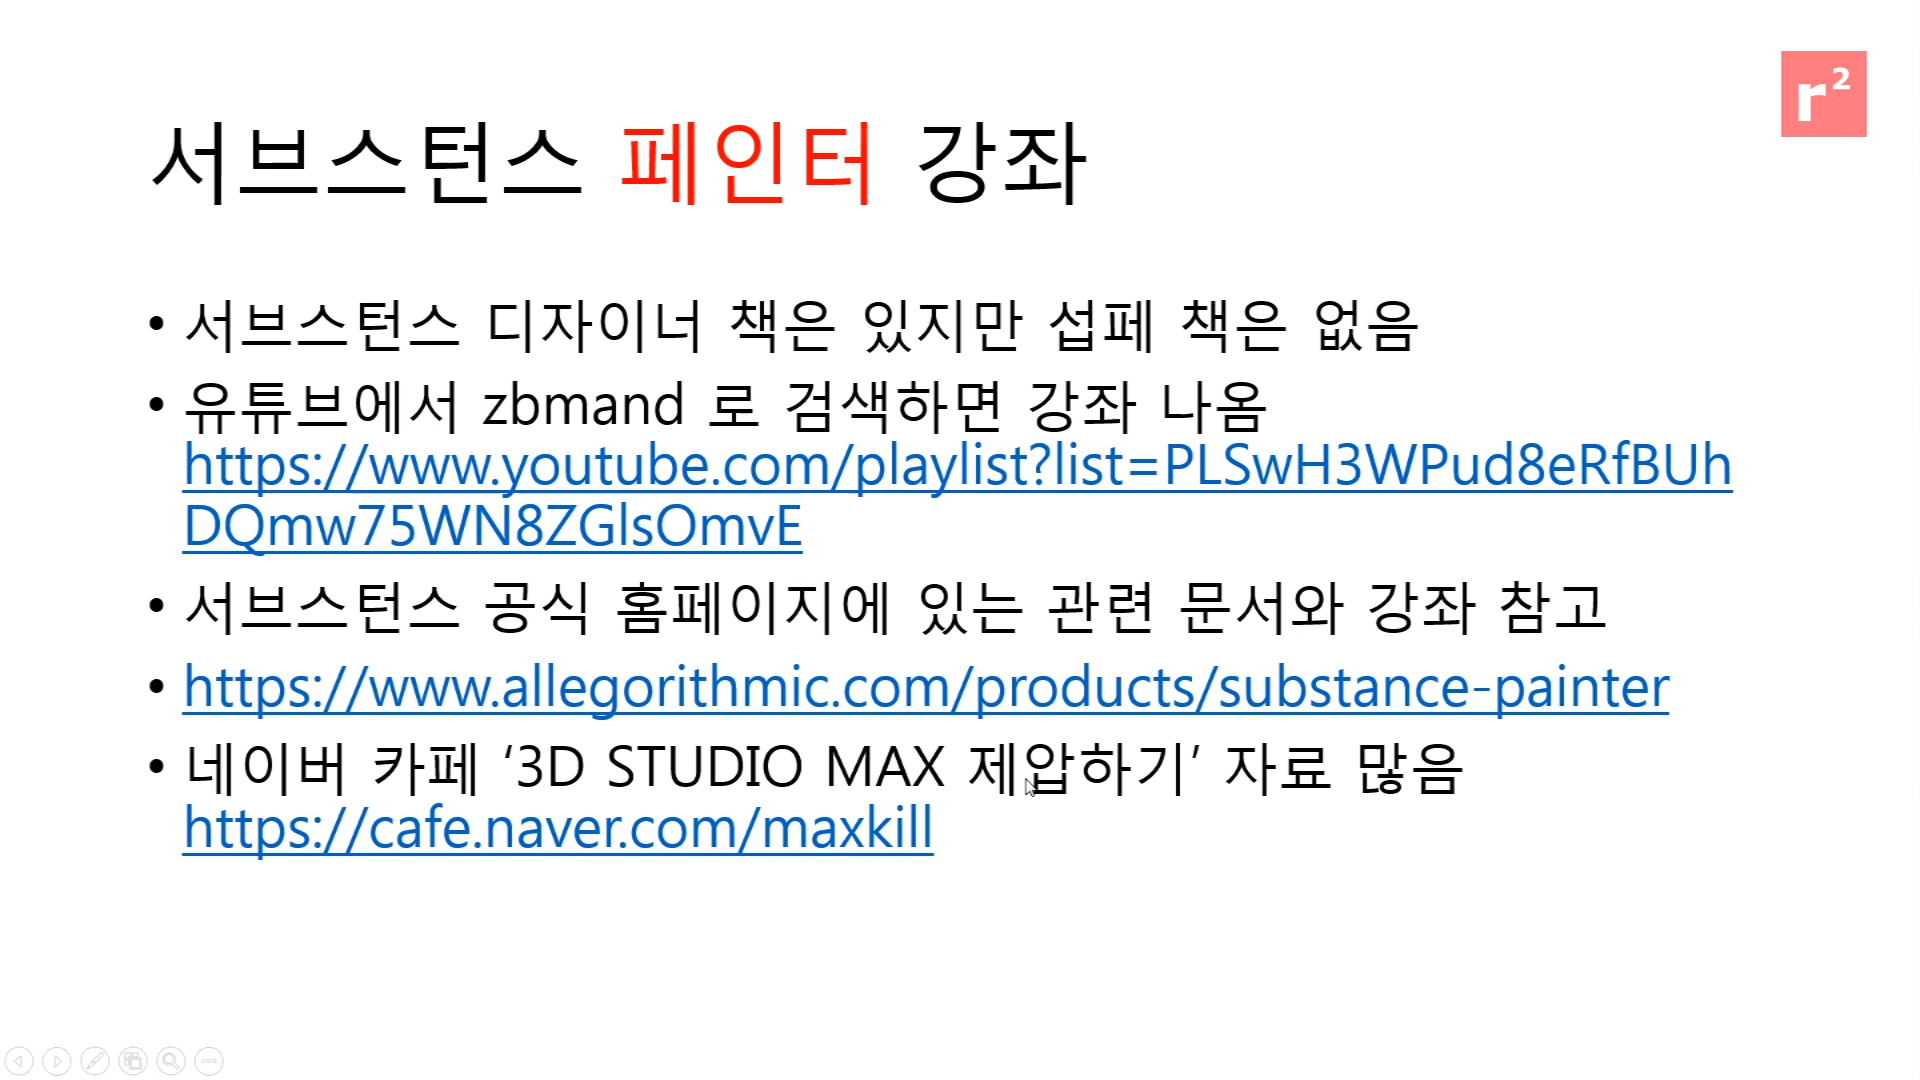 r²
서브스턴스 페인터 강좌
• 서브스턴스 디자이너 책은 있지만 섭페 책은 없음
• 유튜브에서 zbmand 로 검색하면 강좌 나옴
https://www.youtube.com/playlist?list=PLSwH3WPud8eRfBUh
DQmw75WN8ZGlsOmvE
• 서브스턴스 공식 홈페이지에 있는 관련 문서와 강좌 참고
• https://www.allegorithmic.com/products/substance-painter
• 네이버 카페 ‘3D STUDIO MAX 제압하기’ 자료 많음
https://cafe.naver.com/maxkill